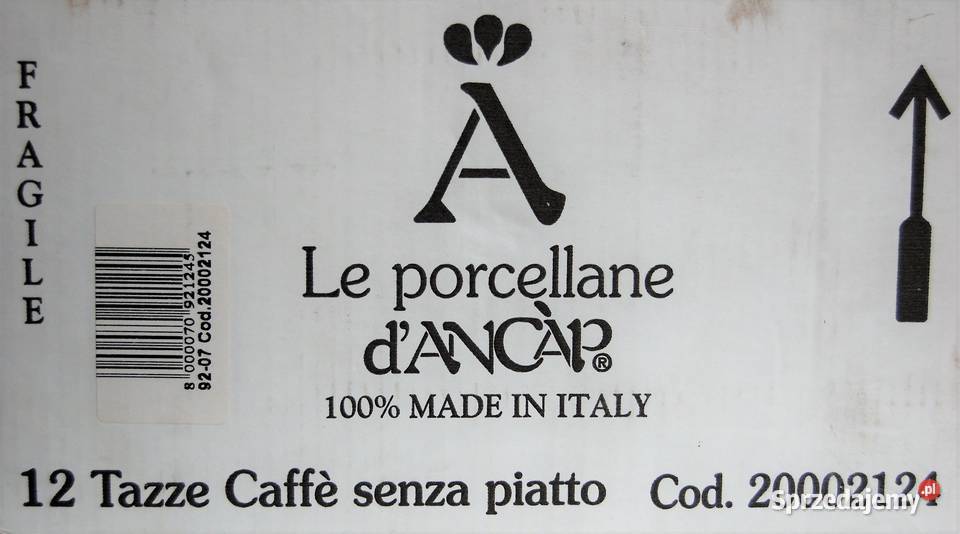 FRAGILE
Le porcellane
d'ANCÀP®
100% MADE IN ITALY
8 000070 921245
92-07 Cod.20002124
12 Tazze Caffè senza piatto Cod. 20002124
Sprzedajemy.pl